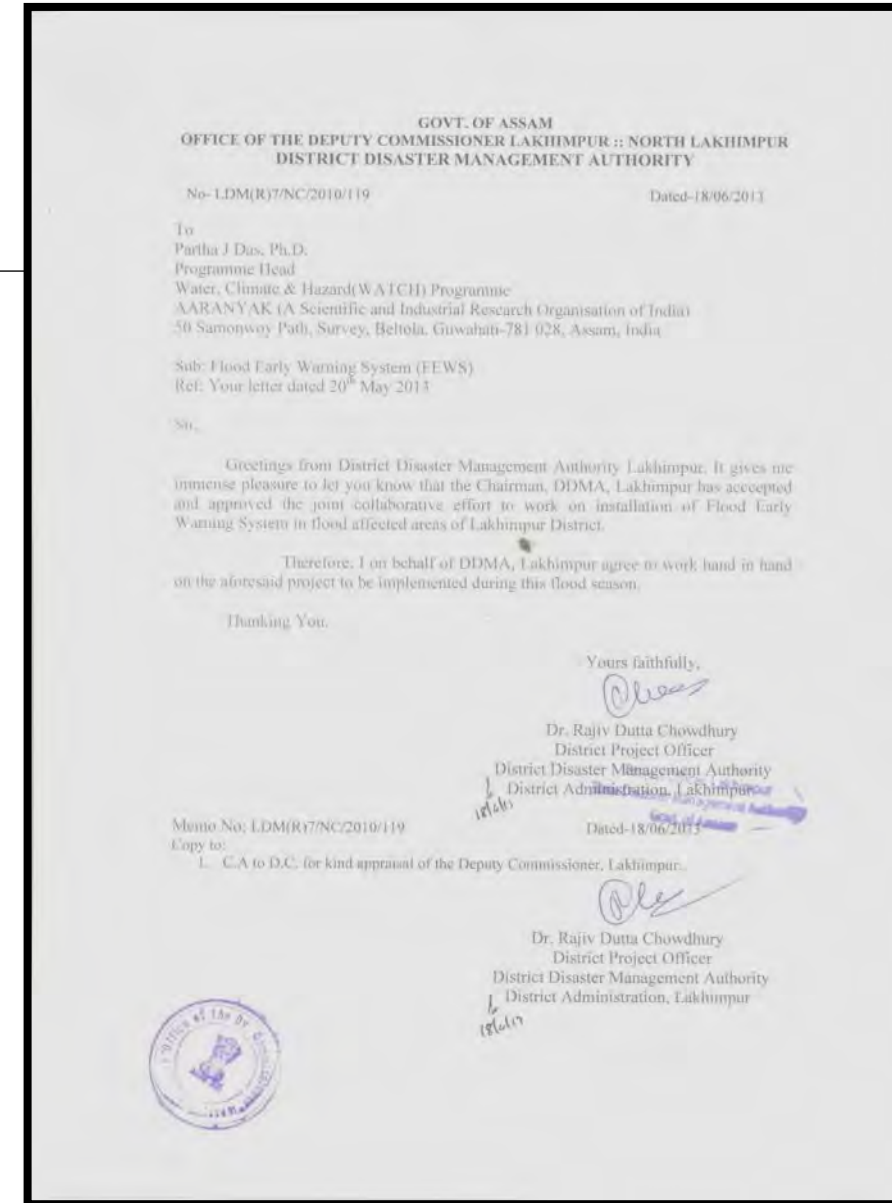 GOVT. OF ASSAM
OFFICE OF THE DEPUTY COMMISSIONER LAKHIMPUR :: NORTH LAKHIMPUR
DISTRICT DISASTER MANAGEMENT AUTHORITY
No- LDM(R)7/NC/2010/119 Dated-18/06/2013
To
Partha J Das, Ph.D.
Programme Head
Water, Climate & Hazard(WATCH) Programme
AARANYAK (A Scientific and Industrial Research Organisation of India)
50 Samonwoy Path, Survey, Beltola, Guwahati-781 028, Assam, India
Sub: Flood Early Warning System (FEWS)
Ref: Your letter dated 20th May 2013
Sir,
Greetings from District Disaster Management Authority Lakhimpur. It gives me
immense pleasure to let you know that the Chairman, DDMA, Lakhimpur has accecpted
and approved the joint collaborative effort to work on installation of Flood Early
Warning System in flood affected areas of Lakhimpur District.
Therefore, I on behalf of DDMA, Lakhimpur agree to work hand in hand
on the aforesaid project to be implemented during this flood season.
Thanking You.
Yours faithfully,
Dr. Rajiv Dutta Chowdhury
District Project Officer
District Disaster Management Authority
District Administration, Lakhimpur
Memo No: LDM(R)7/NC/2010/119 Dated-18/06/2013
Copy to:
1. C.A to D.C. for kind appraisal of the Deputy Commissioner, Lakhimpur..
Dr. Rajiv Dutta Chowdhury
District Project Officer
District Disaster Management Authority
District Administration, Lakhimpur
Office of the Dy.